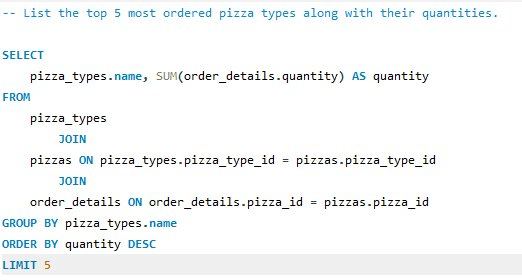 -- List the top 5 most ordered pizza types along with their quantities.
SELECT
pizza_types.name, SUM(order_details.quantity) AS quantity
FROM
pizza_types
JOIN
pizzas ON pizza_types.pizza_type_id = pizzas.pizza_type_id
JOIN
order_details ON order_details.pizza_id = pizzas.pizza_id
GROUP BY pizza_types.name
ORDER BY quantity DESC
LIMIT 5